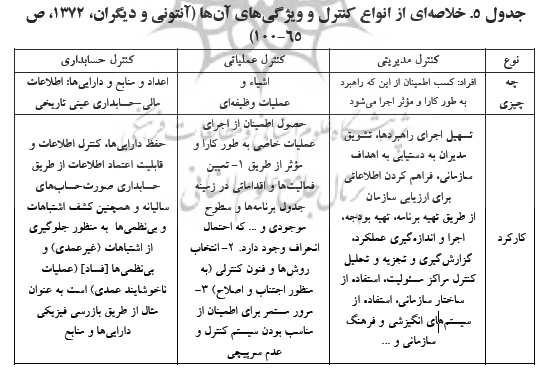 جدول ۵. خلاصه‌ای از انواع کنترل و ویژگی‌های آن‌ها (آنتونی و دیگران، ۱۳۷۲، ص
۶۵-۱۰۰)
نوع
کنترل مدیریتی
کنترل عملیاتی
کنترل حسابداری
چه
چیزی
افراد: کسب اطمینان از این که راهبرد
به طور کارا و مؤثر اجرا می‌شود
اشیاء و
عملیات وظیفه‌ای
اعداد و منابع و دارایی‌ها: اطلاعات
مالی-حسابداری عینی تاریخی
کارکرد
تسهیل اجرای راهبردها، تشویق
مدیران به دستیابی به اهداف
سازمانی، فراهم کردن اطلاعاتی
برای ارزیابی سازمان
از طریق تهیه برنامه، تهیه بودجه،
اجرا و اندازه‌گیری عملکرد،
گزارش‌گیری و تجزیه و تحلیل
کنترل مراکز مسئولیت، استفاده از
ساختار سازمانی، استفاده از
سیستم‌های انگیزشی و فرهنگ
سازمانی و ...
حصول اطمینان از اجرای
عملیات خاصی به طور کارا و
مؤثر از طریق ۱- تعیین
فعالیت‌ها و اقداماتی در زمینه
جدول برنامه‌ها و سطوح
موجودی و ... که احتمال
انحراف وجود دارد. ۲- انتخاب
روش‌ها و فنون کنترلی (به
منظور اجتناب و اصلاح) ۳-
مرور مستمر برای اطمینان از
مناسب بودن سیستم کنترل و
عدم سرپیچی
حفظ دارایی‌ها، کنترل اطلاعات و
قابلیت اعتماد اطلاعات از طریق
حسابداری صورت‌حساب‌های
سالیانه و همچنین کشف اشتباهات
و بی‌نظمی‌ها به منظور جلوگیری
از اشتباهات (غیرعمدی) و
بی‌نظمی‌ها [فساد] (عملیات
ناخوشایند عمدی) است به عنوان
مثال از طریق بازرسی فیزیکی
دارایی‌ها و منابع
پژوهشگاه علوم انسانی و مطالعات فرهنگی
پرتال جامع علوم انسانی